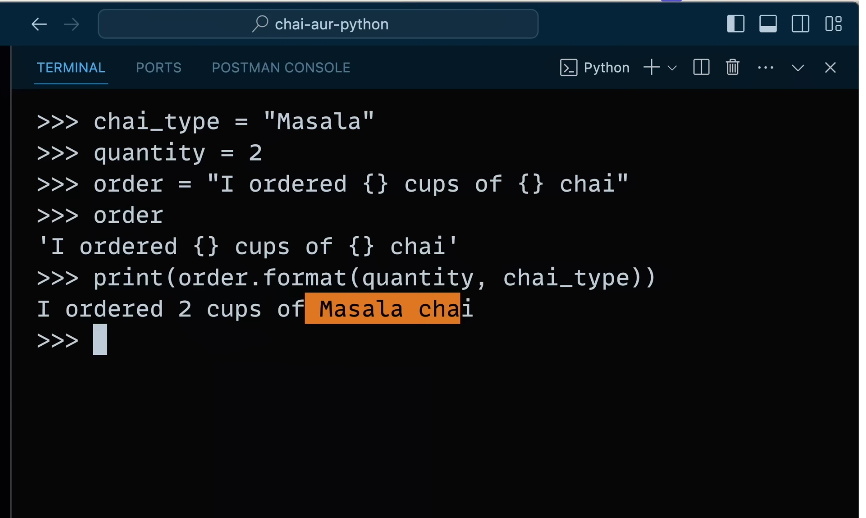 chai-aur-python
TERMINAL PORTS POSTMAN CONSOLE Python
>>> chai_type = "Masala"
>>> quantity = 2
>>> order = "I ordered {} cups of {} chai"
>>> order
'I ordered {} cups of {} chai'
>>> print(order.format(quantity, chai_type))
I ordered 2 cups of Masala chai
>>>